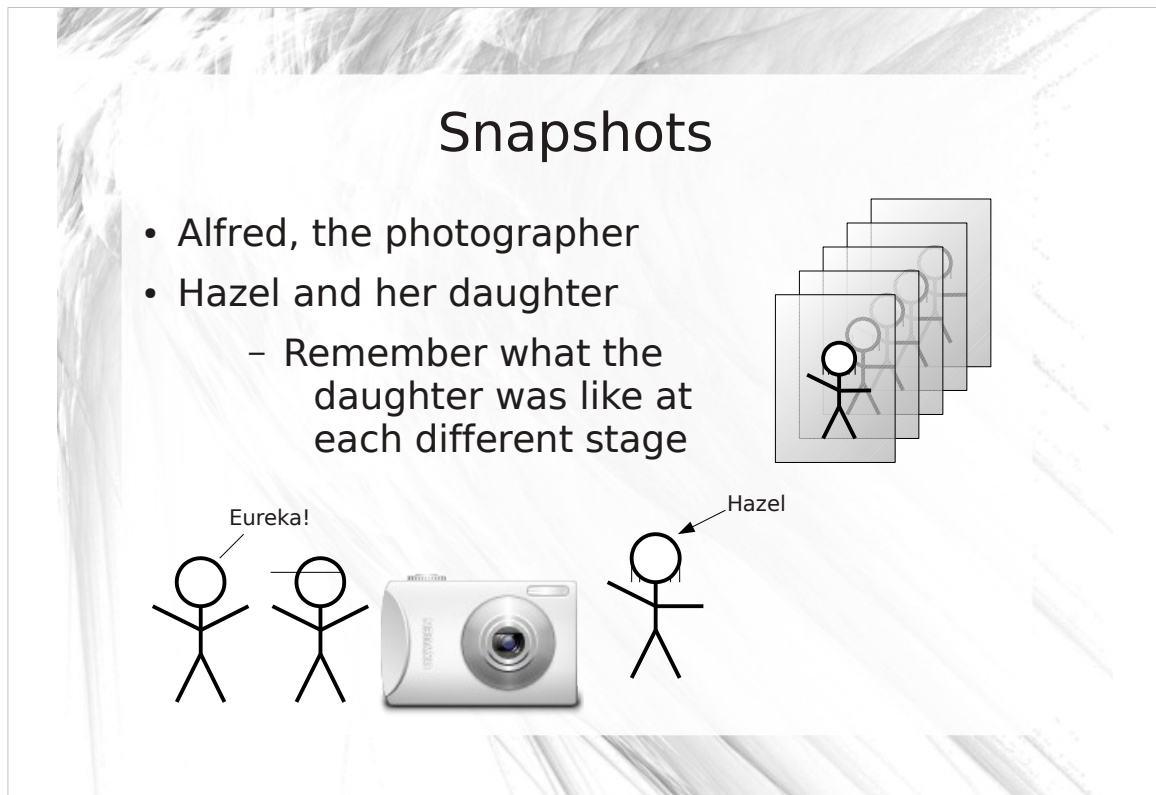 Snapshots
• Alfred, the photographer
• Hazel and her daughter
– Remember what the
daughter was like at
each different stage
Eureka!
Hazel